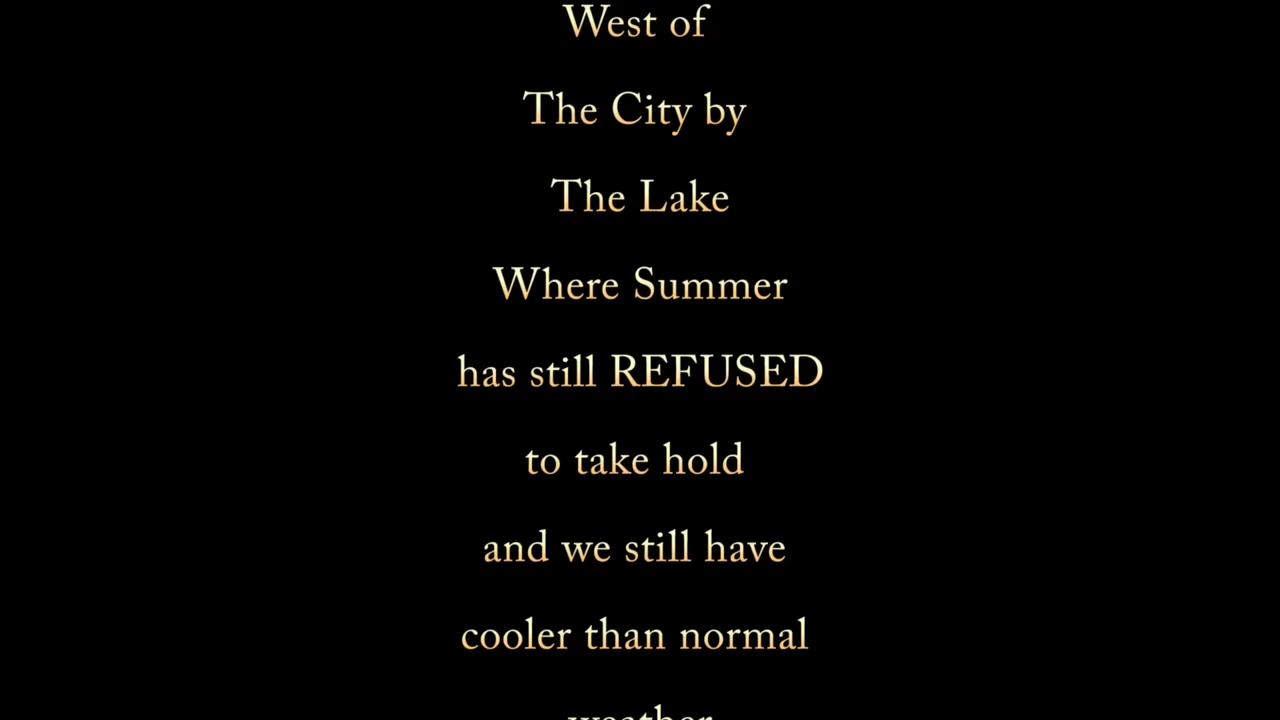 West of
The City by
The Lake
Where Summer
has still REFUSED
to take hold
and we still have
cooler than normal
weather